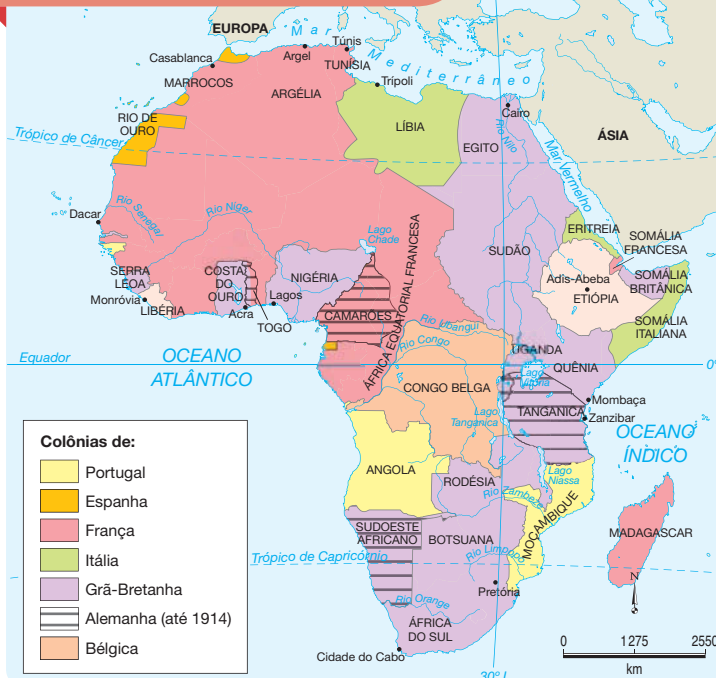 EUROPA
Mar Mediterrâneo
Túnis
Casablanca
Argel
TUNÍSIA
MARROCOS
Trípoli
ARGÉLIA
Cairo
RIO DE
OURO
LÍBIA
EGITO
Rio Nilo
ÁSIA
Trópico de Câncer
Mar Vermelho
Dacar
Rio Senegal
Rio Níger
Lago
Chade
ERITREIA
SOMÁLIA
FRANCESA
SUDÃO
SERRA
LEOA
COSTA
DO
OURO
NIGÉRIA
Adis-Abeba
ETIÓPIA
SOMÁLIA
BRITÂNICA
Monróvia
LIBÉRIA
Acra
Lagos
TOGO
CAMARÕES
ÁFRICA EQUATORIAL FRANCESA
SOMÁLIA
ITALIANA
Rio Ubangui
Rio Congo
UGANDA
Equador
OCEANO
ATLÂNTICO
QUÊNIA
0º
Lago
Vitória
CONGO BELGA
Mombaça
Lago
Tanganica
TANGANICA
Zanzibar
OCEANO
ÍNDICO
Colônias de:
Portugal
Espanha
França
Itália
Grã-Bretanha
Alemanha (até 1914)
Bélgica
ANGOLA
Lago
Niassa
RODÉSIA
Rio Zambeze
MOÇAMBIQUE
SUDOESTE
AFRICANO
BOTSUANA
MADAGASCAR
Trópico de Capricórnio
Rio Limpopo
Pretória
N
Rio Orange
ÁFRICA
DO SUL
Cidade do Cabo
0 1275 2550
km
30º L